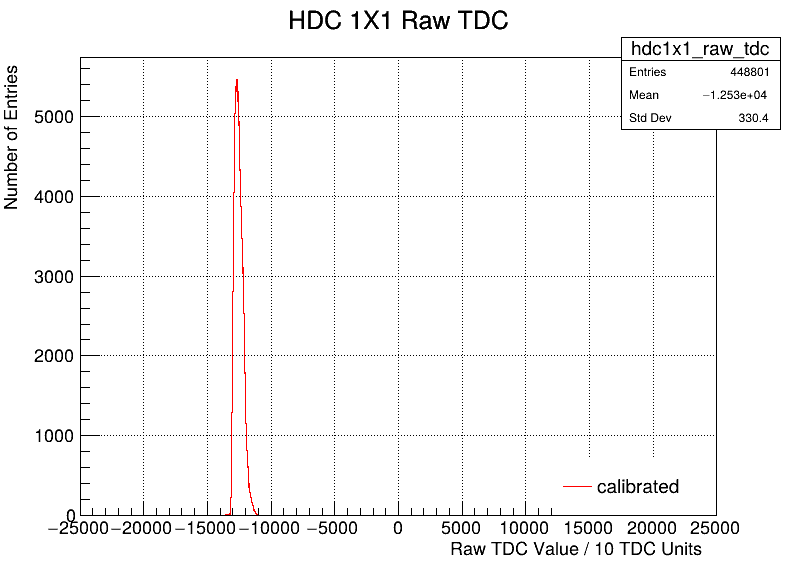 HDC 1X1 Raw TDC
hdc1x1_raw_tdc
Entries 448801
Mean −1.253e+04
Std Dev 330.4
Number of Entries
5000
4000
3000
2000
1000
0
−25000 −20000 −15000 −10000 −5000 0 5000 10000 15000 20000 25000
Raw TDC Value / 10 TDC Units
calibrated